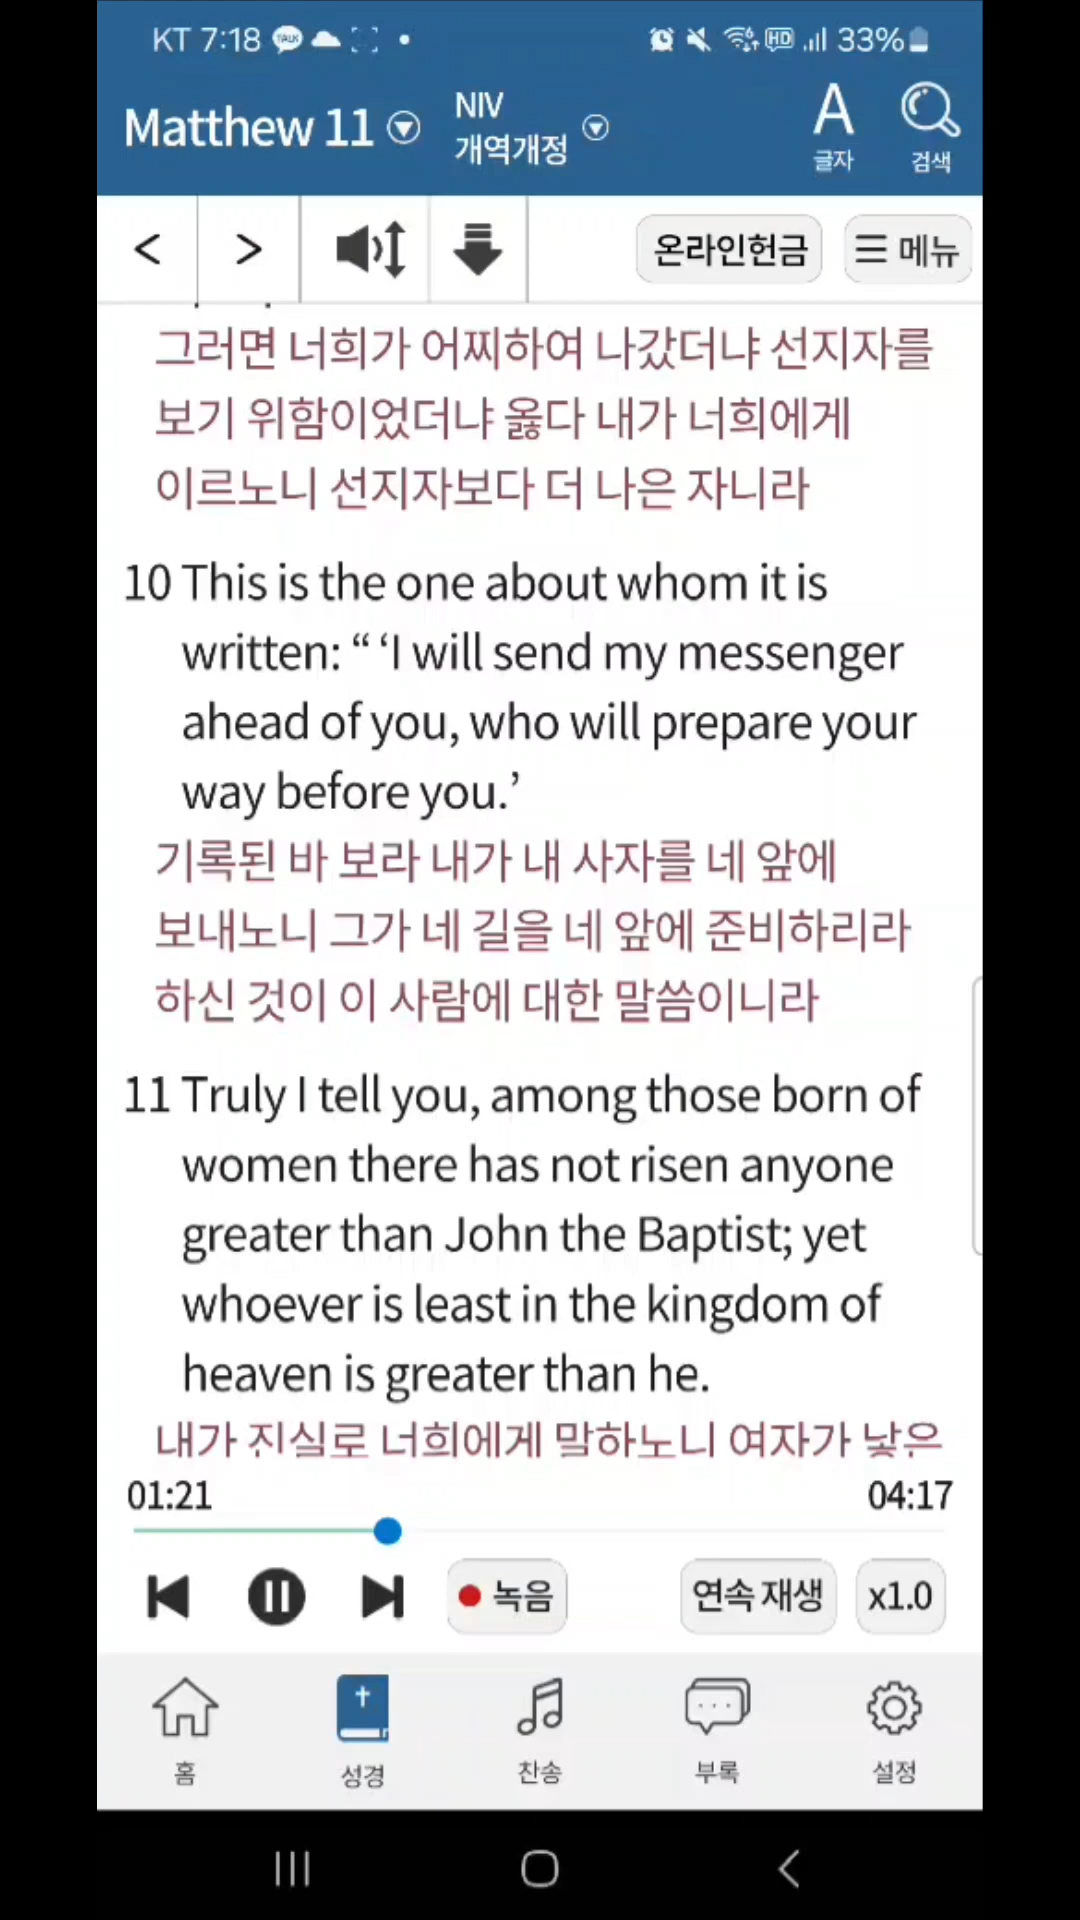 KT 7:18 TALK HD 33%
Matthew 11 NIV 개역개정
A 글자 검색
< > 온라인헌금 ☰ 메뉴
그러면 너희가 어찌하여 나갔더냐 선지자를
보기 위함이었더냐 옳다 내가 너희에게
이르노니 선지자보다 더 나은 자니라
10 This is the one about whom it is
written: “ ‘I will send my messenger
ahead of you, who will prepare your
way before you.’
기록된 바 보라 내가 내 사자를 네 앞에
보내노니 그가 네 길을 네 앞에 준비하리라
하신 것이 이 사람에 대한 말씀이니라
11 Truly I tell you, among those born of
women there has not risen anyone
greater than John the Baptist; yet
whoever is least in the kingdom of
heaven is greater than he.
내가 진실로 너희에게 말하노니 여자가 낳은
01:21 04:17
녹음 연속 재생 x1.0
홈 성경 찬송 부록 설정